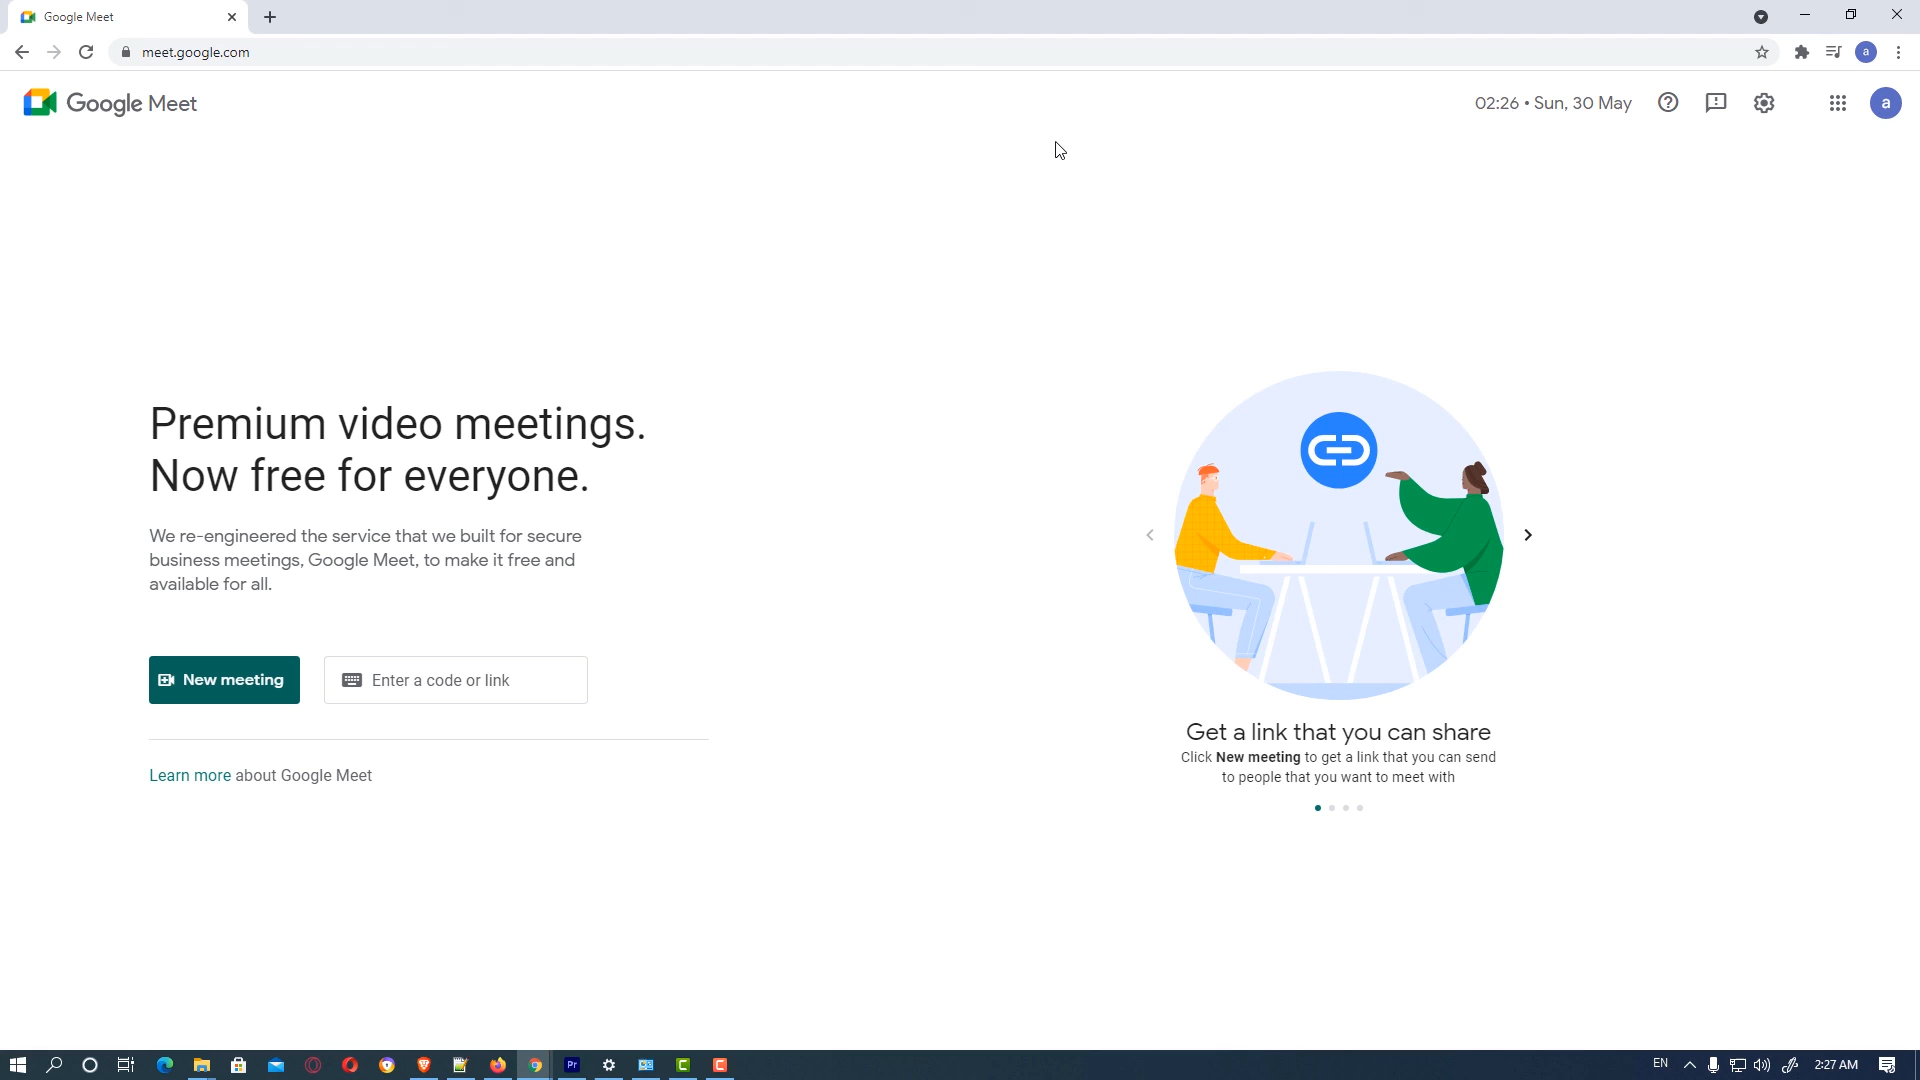 Google Meet
meet.google.com
a
Google Meet
02:26 • Sun, 30 May
a
Premium video meetings.
Now free for everyone.
We re-engineered the service that we built for secure
business meetings, Google Meet, to make it free and
available for all.
New meeting
Enter a code or link
Learn more about Google Meet
Get a link that you can share
Click New meeting to get a link that you can send
to people that you want to meet with
Pr
EN
2:27 AM